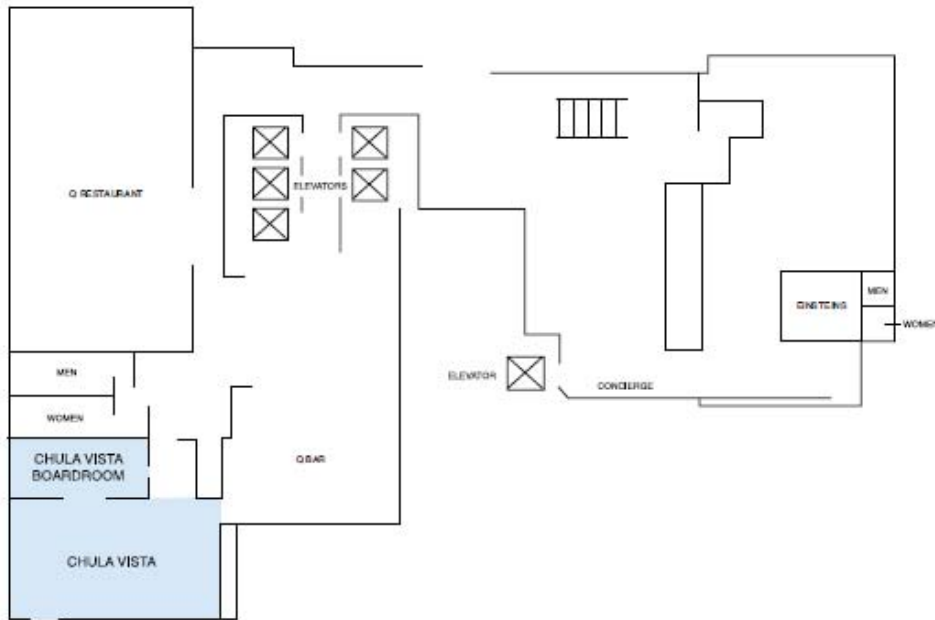 Q RESTAURANT
ELEVATORS
MEN
WOMEN
CHULA VISTA
BOARDROOM
CHULA VISTA
Q BAR
ELEVATOR
CONCIERGE
EINSTEINS
MEN
WOMEN